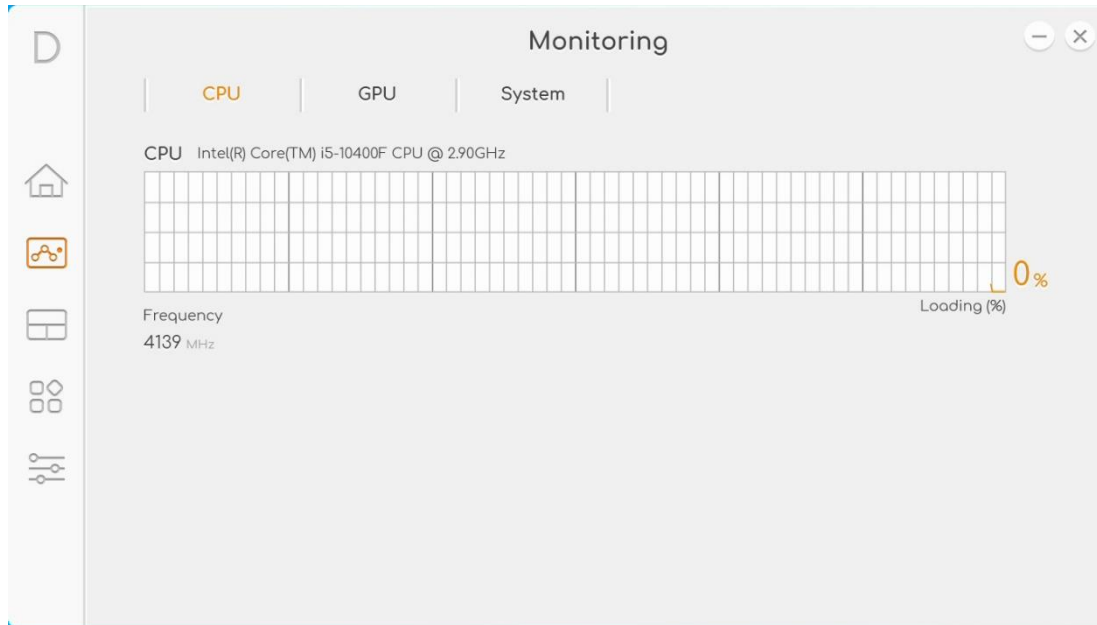 D
Monitoring
CPU GPU System
CPU Intel(R) Core(TM) i5-10400F CPU @ 2.90GHz
0 %
Loading (%)
Frequency
4139 MHz